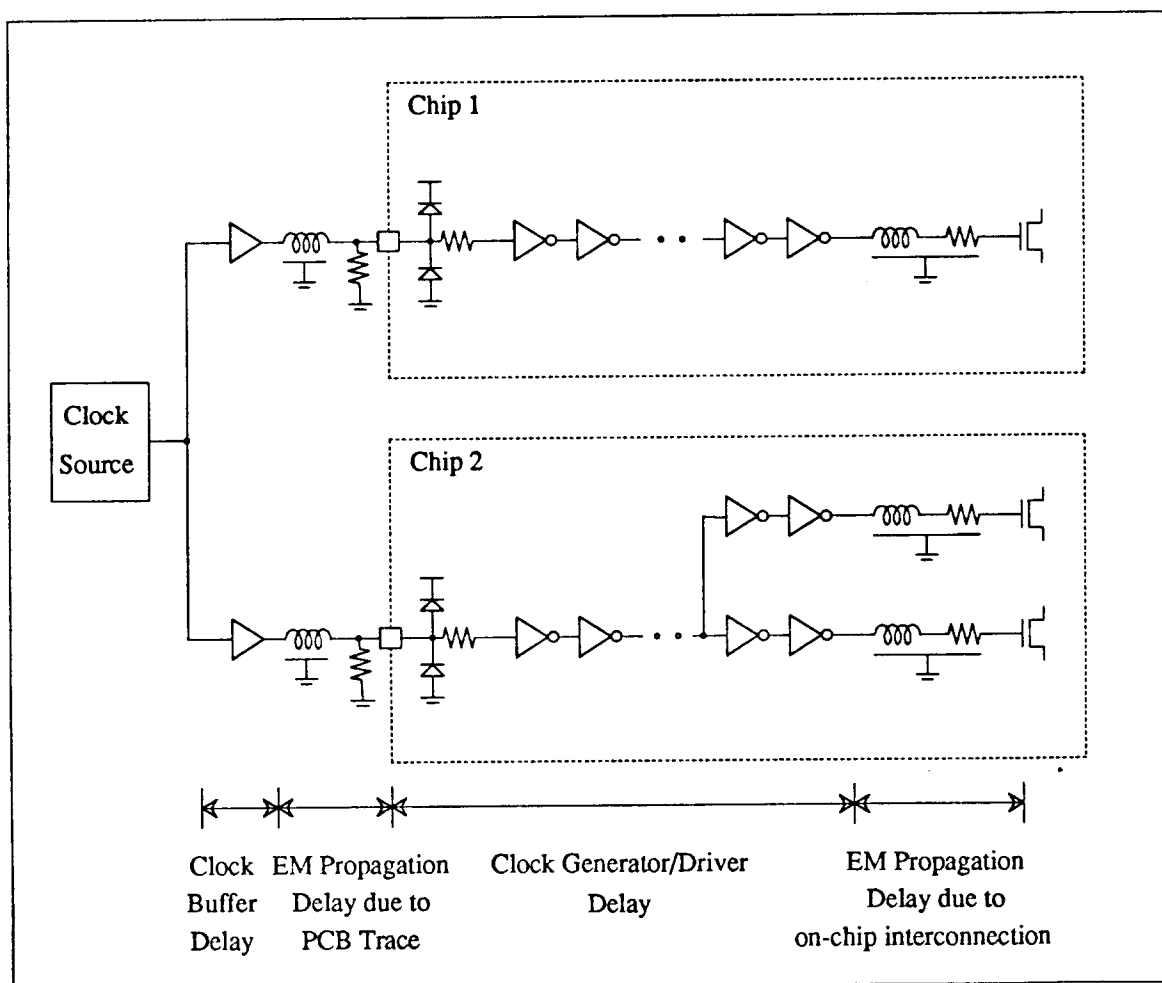 Chip 1
Clock
Source
Chip 2
Clock
Buffer
Delay
EM Propagation
Delay due to
PCB Trace
Clock Generator/Driver
Delay
EM Propagation
Delay due to
on-chip interconnection